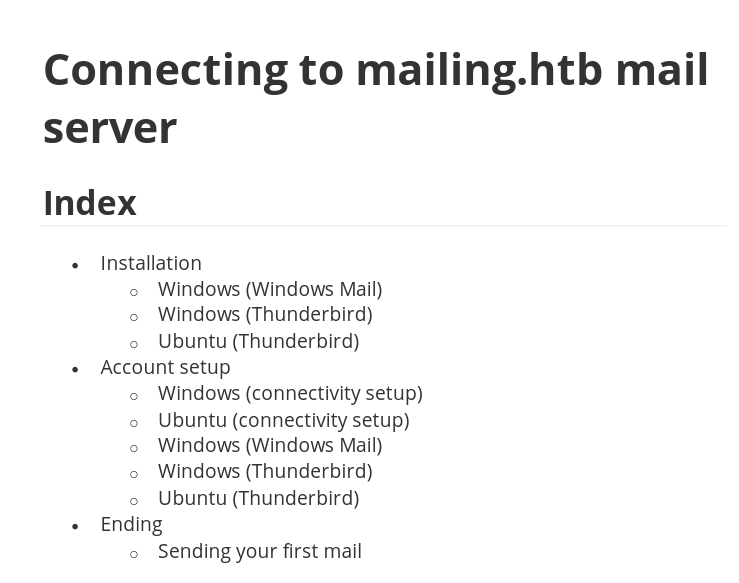 Connecting to mailing.htb mail
server
Index
• Installation
○ Windows (Windows Mail)
○ Windows (Thunderbird)
○ Ubuntu (Thunderbird)
• Account setup
○ Windows (connectivity setup)
○ Ubuntu (connectivity setup)
○ Windows (Windows Mail)
○ Windows (Thunderbird)
○ Ubuntu (Thunderbird)
• Ending
○ Sending your first mail